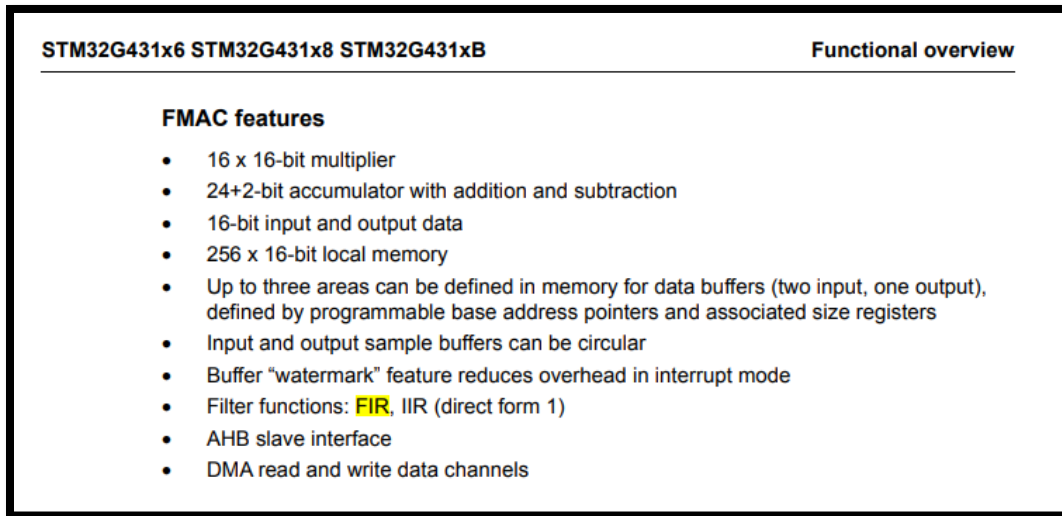 STM32G431x6 STM32G431x8 STM32G431xB Functional overview
FMAC features
• 16 x 16-bit multiplier
• 24+2-bit accumulator with addition and subtraction
• 16-bit input and output data
• 256 x 16-bit local memory
• Up to three areas can be defined in memory for data buffers (two input, one output),
defined by programmable base address pointers and associated size registers
• Input and output sample buffers can be circular
• Buffer “watermark” feature reduces overhead in interrupt mode
• Filter functions: FIR, IIR (direct form 1)
• AHB slave interface
• DMA read and write data channels